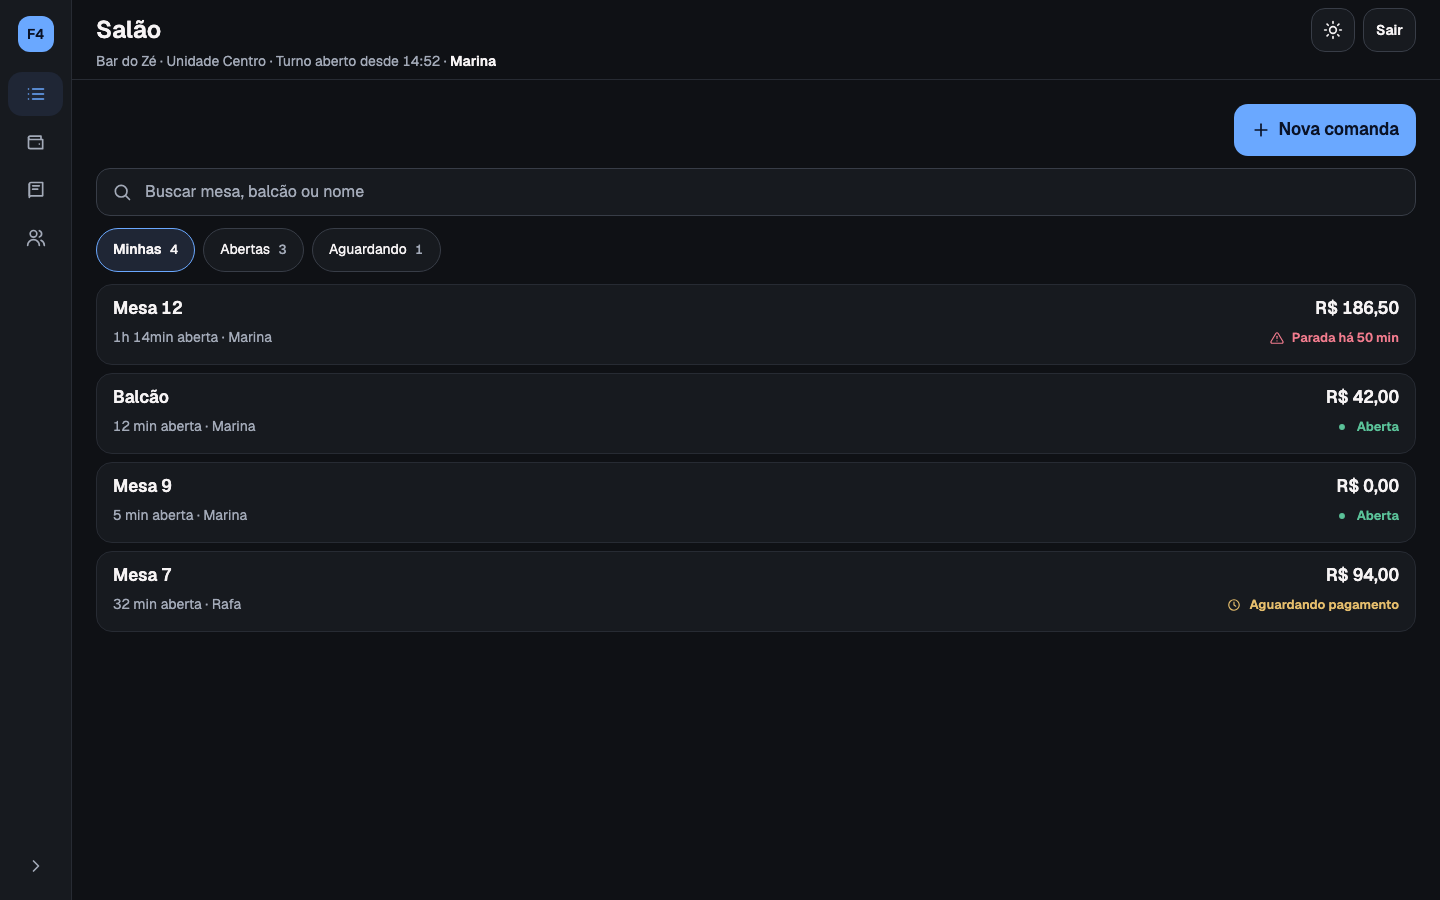 F4
Salão
Bar do Zé · Unidade Centro · Turno aberto desde 14:52 · Marina
Sair
Nova comanda
Buscar mesa, balcão ou nome
Minhas 4
Abertas 3
Aguardando 1
Mesa 12
R$ 186,50
1h 14min aberta · Marina
Parada há 50 min
Balcão
R$ 42,00
12 min aberta · Marina
Aberta
Mesa 9
R$ 0,00
5 min aberta · Marina
Aberta
Mesa 7
R$ 94,00
32 min aberta · Rafa
Aguardando pagamento